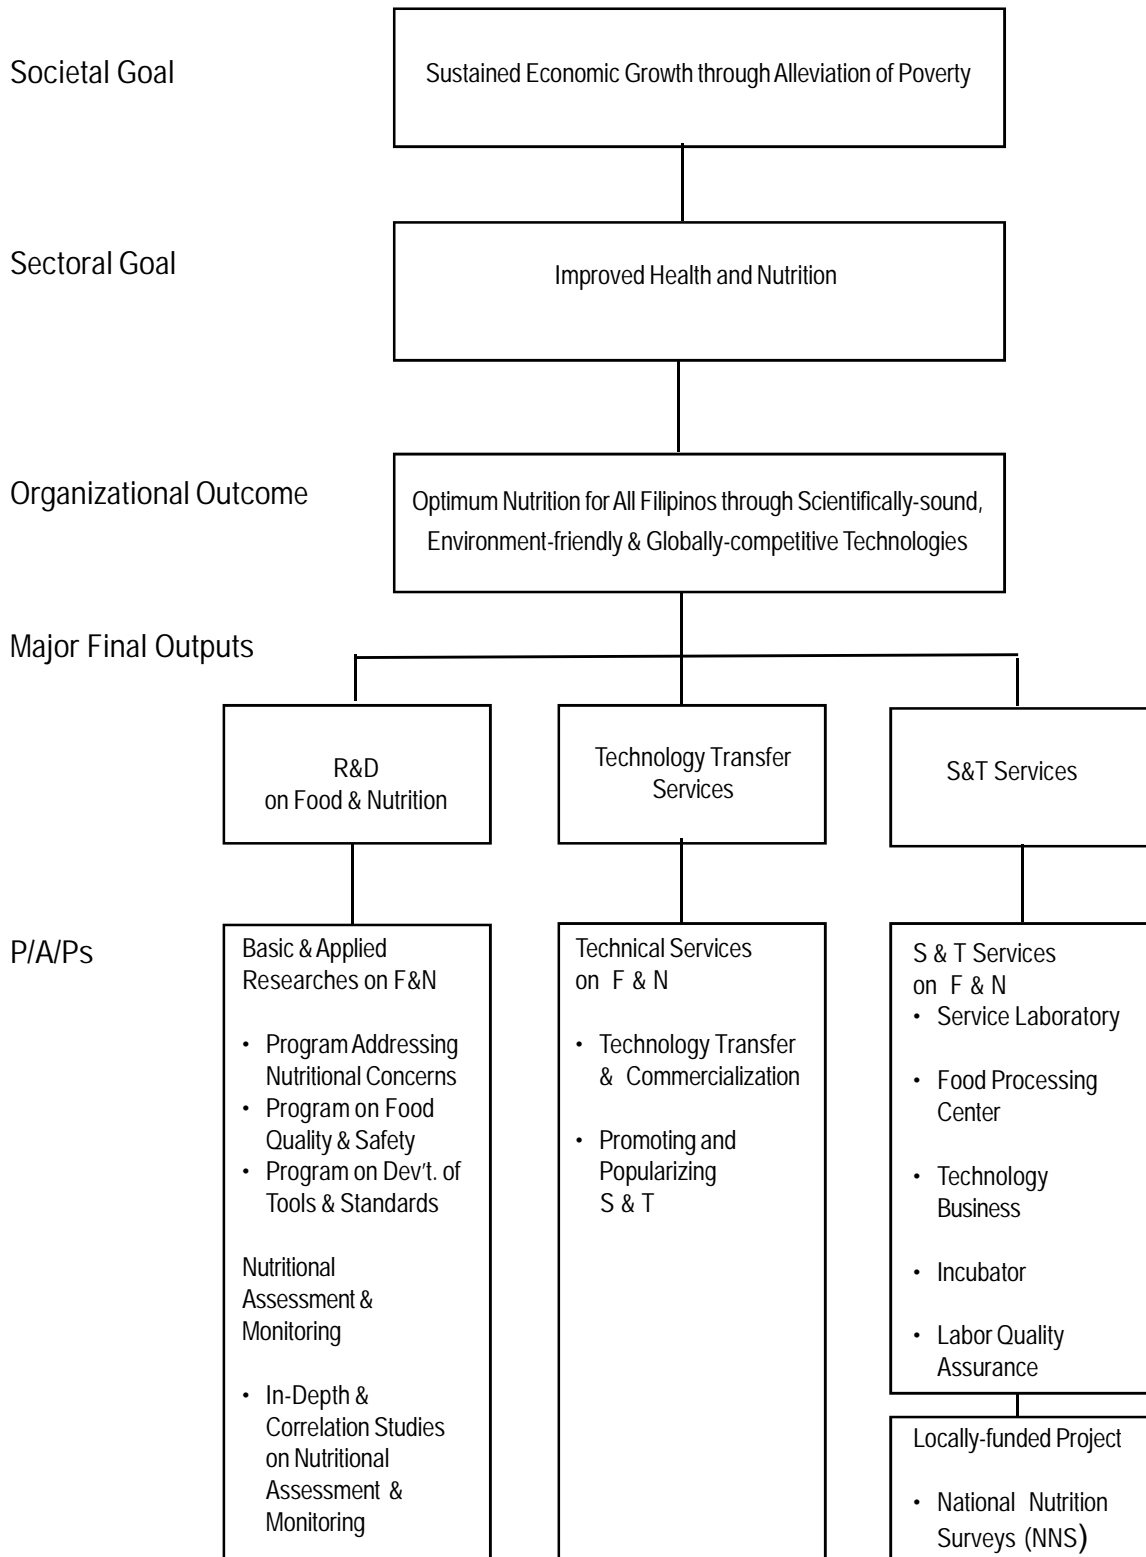 Societal Goal
Sustained Economic Growth through Alleviation of Poverty
Sectoral Goal
Improved Health and Nutrition
Organizational Outcome
Optimum Nutrition for All Filipinos through Scientifically-sound,
Environment-friendly & Globally-competitive Technologies
Major Final Outputs
R&D
on Food & Nutrition
Technology Transfer
Services
S&T Services
P/A/Ps
Basic & Applied
Researches on F&N
• Program Addressing
Nutritional Concerns
• Program on Food
Quality & Safety
• Program on Dev't. of
Tools & Standards
Nutritional
Assessment &
Monitoring
• In-Depth &
Correlation Studies
on Nutritional
Assessment &
Monitoring
Technical Services
on F & N
• Technology Transfer
& Commercialization
• Promoting and
Popularizing
S & T
S & T Services
on F & N
• Service Laboratory
• Food Processing
Center
• Technology
Business
• Incubator
• Labor Quality
Assurance
Locally-funded Project
• National Nutrition
Surveys (NNS)